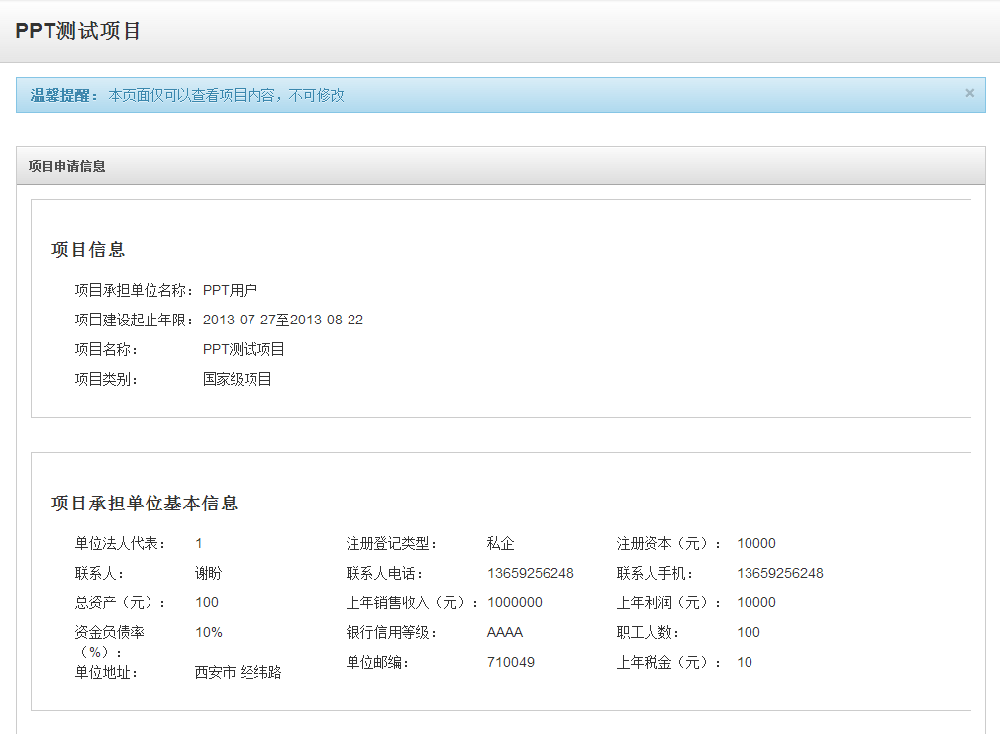 PPT测试项目
温馨提醒： 本页面仅可以查看项目内容，不可修改 ×
项目申请信息
项目信息
项目承担单位名称： PPT用户
项目建设起止年限： 2013-07-27至2013-08-22
项目名称： PPT测试项目
项目类别： 国家级项目
项目承担单位基本信息
单位法人代表： 1 注册登记类型： 私企 注册资本（元）： 10000
联系人： 谢盼 联系人电话： 13659256248 联系人手机： 13659256248
总资产（元）： 100 上年销售收入（元）： 1000000 上年利润（元）： 10000
资金负债率 10% 银行信用等级： AAAA 职工人数： 100
（%）：
单位邮编： 710049 上年税金（元）： 10
单位地址： 西安市 经纬路